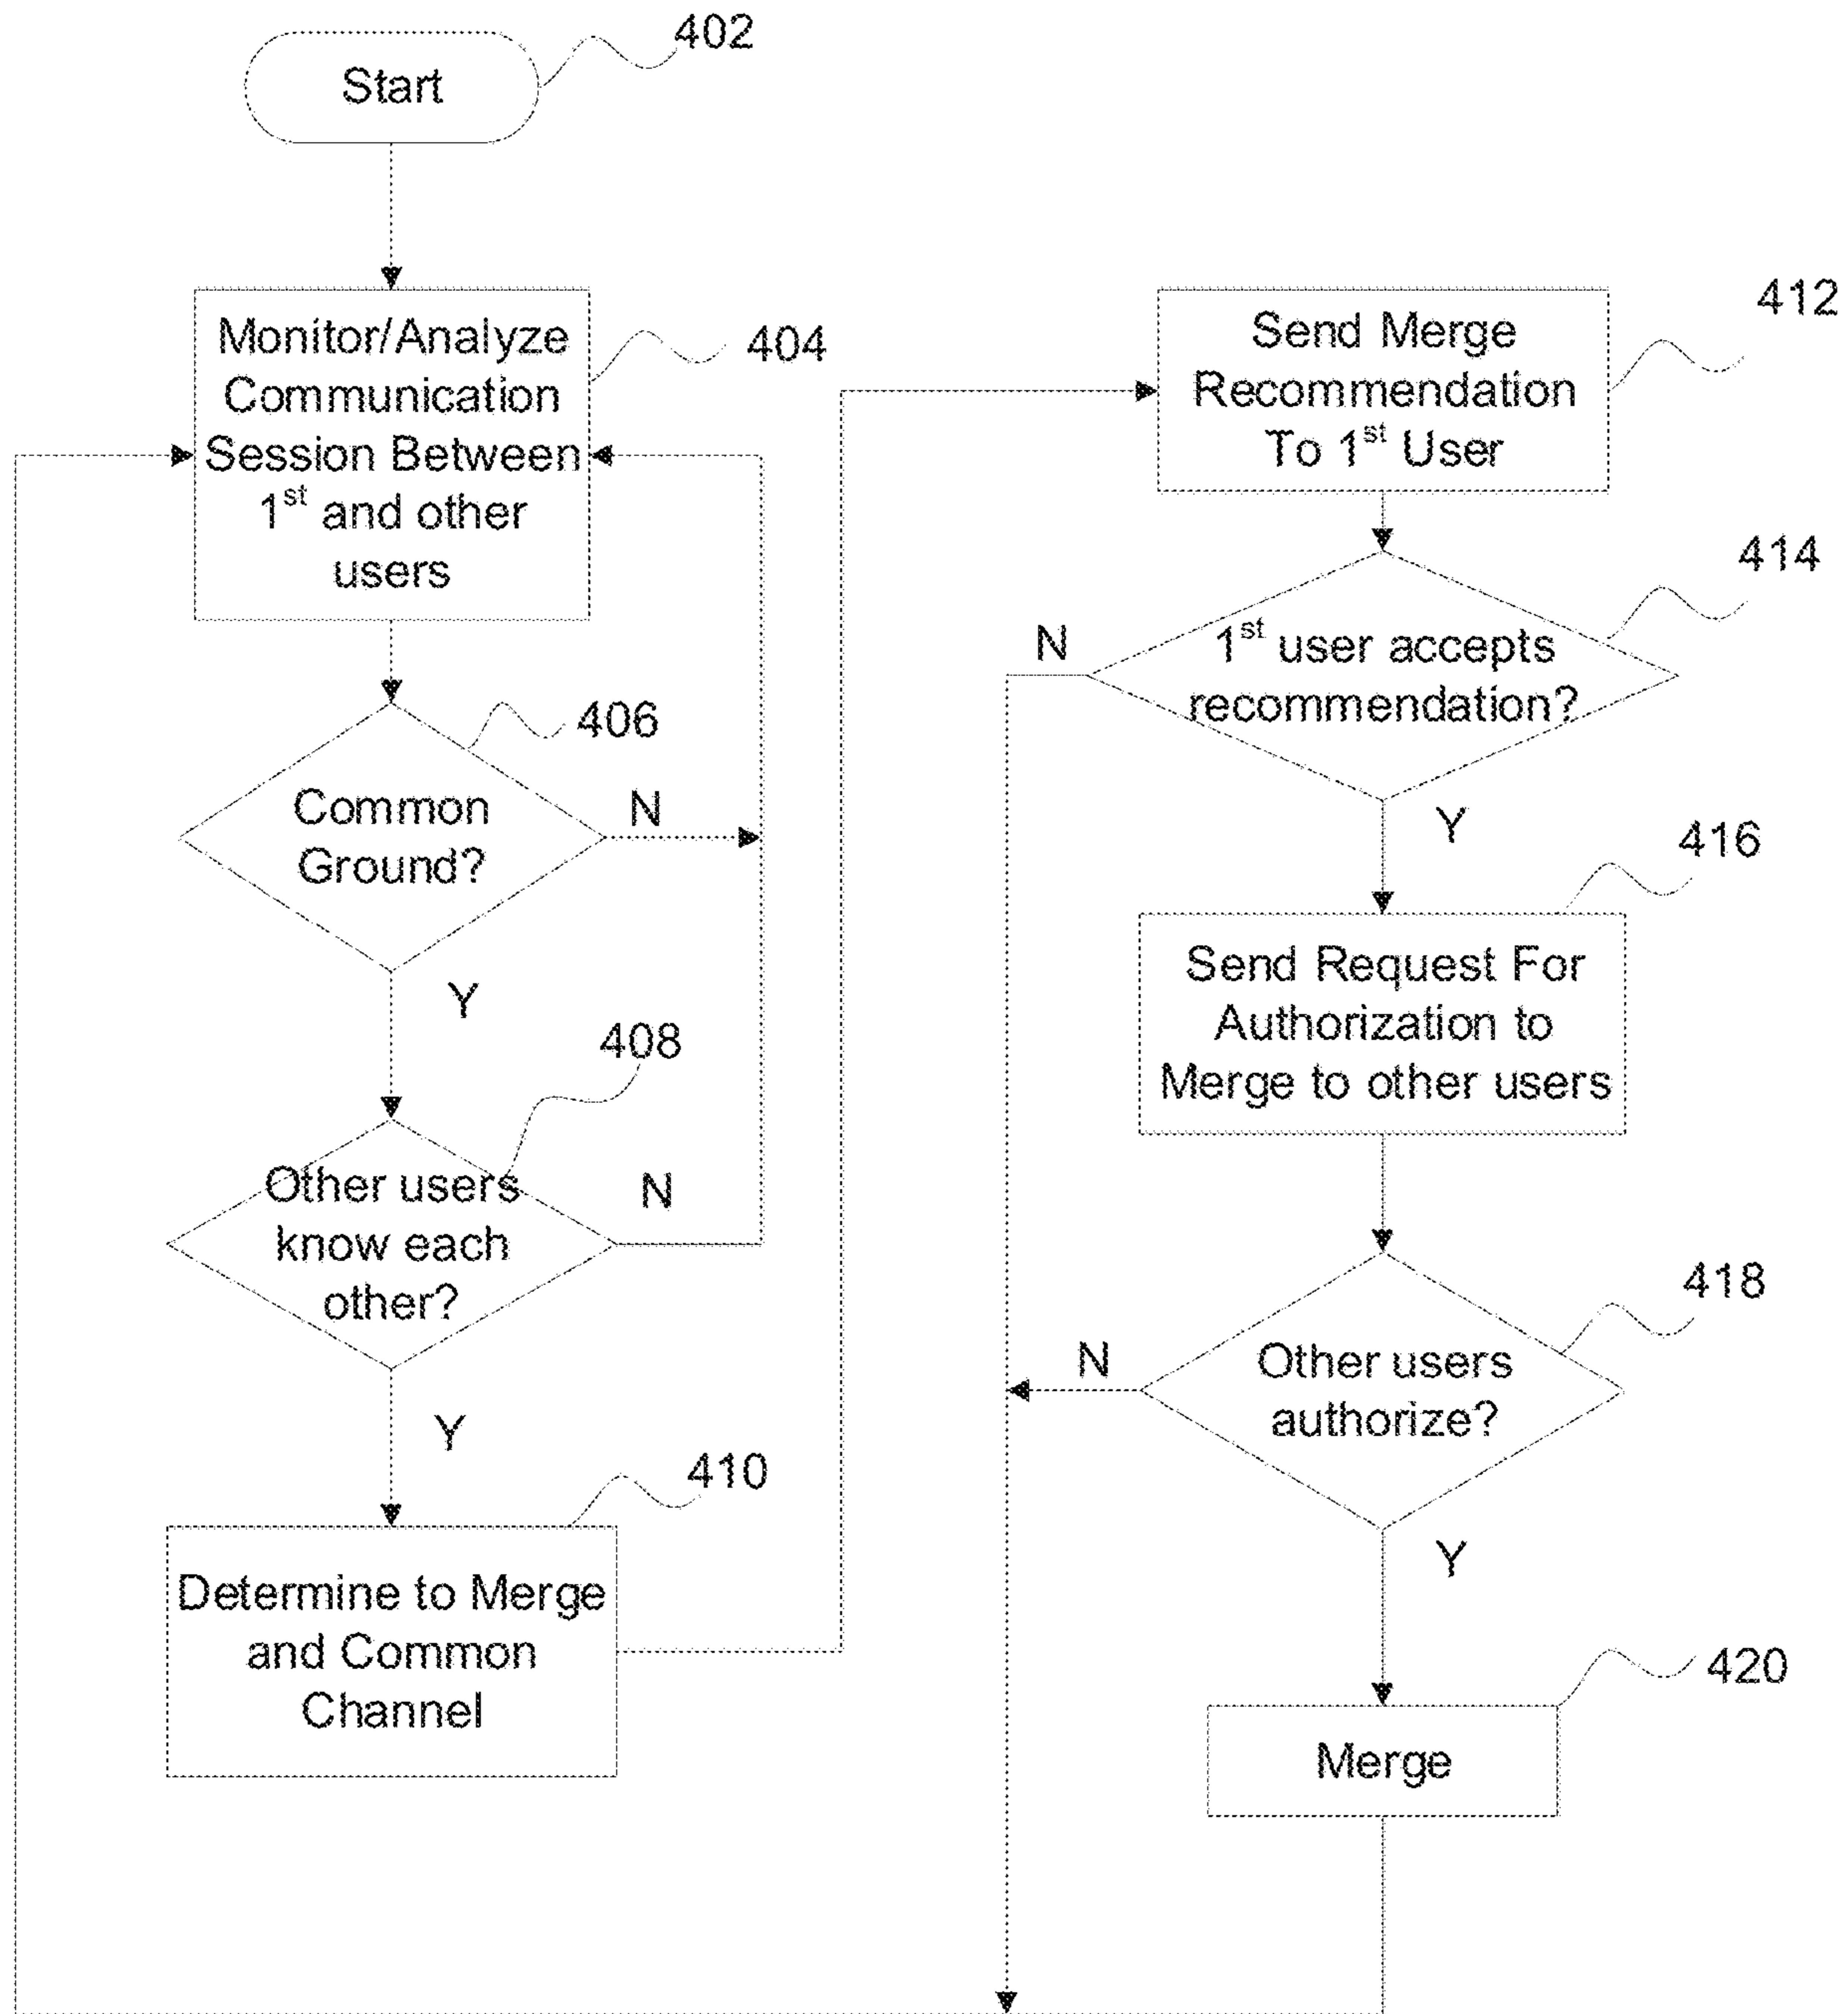 402
Start
Monitor/Analyze
Communication
Session Between
1st and other
users
404
406
Common
Ground?
N
Y
408
Other users
know each
other?
N
Y
410
Determine to Merge
and Common
Channel
412
Send Merge
Recommendation
To 1st User
414
N
1st user accepts
recommendation?
Y
416
Send Request For
Authorization to
Merge to other users
418
N
Other users
authorize?
Y
420
Merge